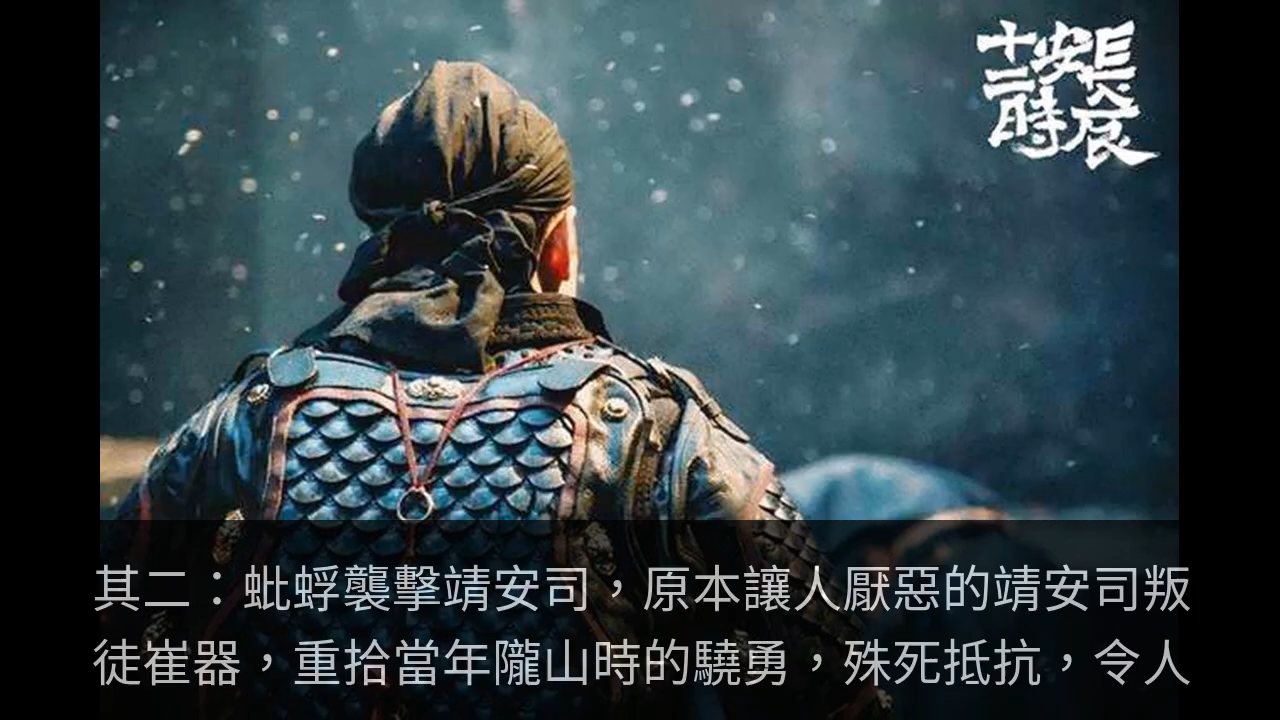 長安
十二時辰
其二：蚍蜉襲擊靖安司，原本讓人厭惡的靖安司叛
徒崔器，重拾當年隴山時的驍勇，殊死抵抗，令人